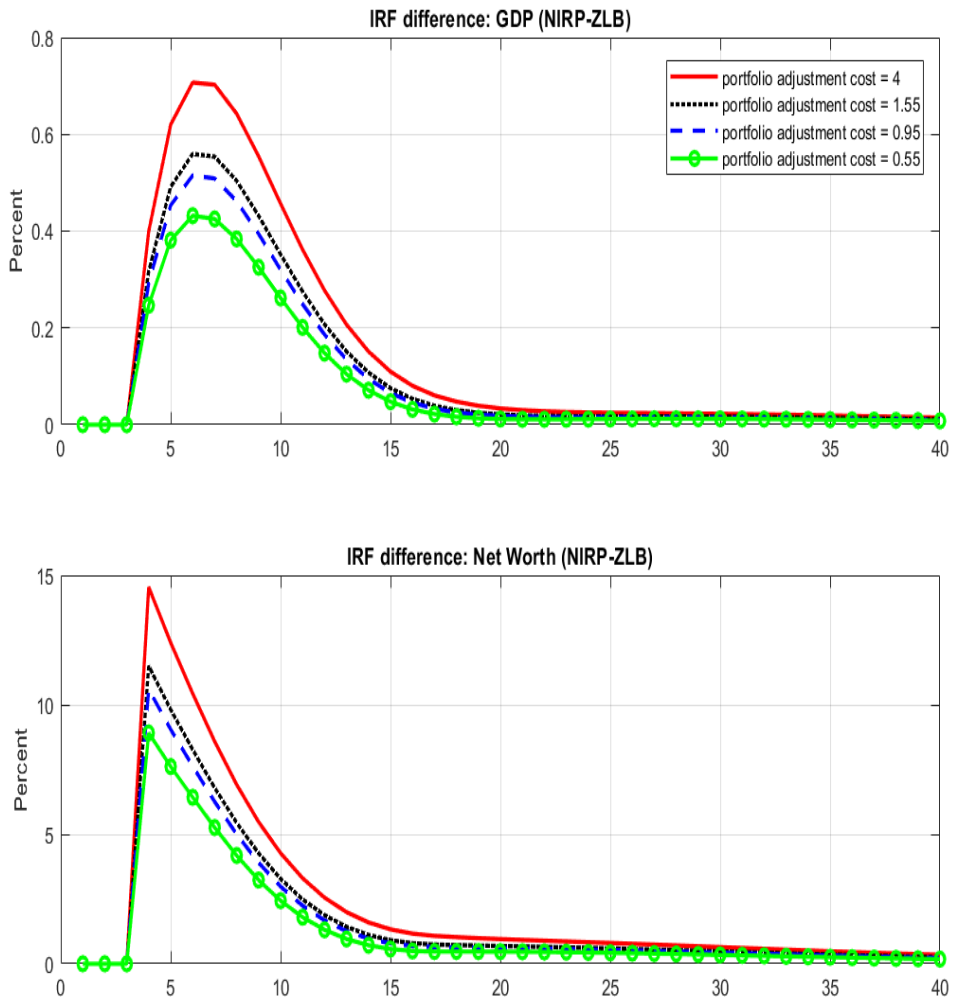 IRF difference: GDP (NIRP-ZLB)
0.8
0.6
0.4
0.2
0
Percent
portfolio adjustment cost = 4
portfolio adjustment cost = 1.55
portfolio adjustment cost = 0.95
portfolio adjustment cost = 0.55
0 5 10 15 20 25 30 35 40
IRF difference: Net Worth (NIRP-ZLB)
15
10
5
0
Percent
0 5 10 15 20 25 30 35 40